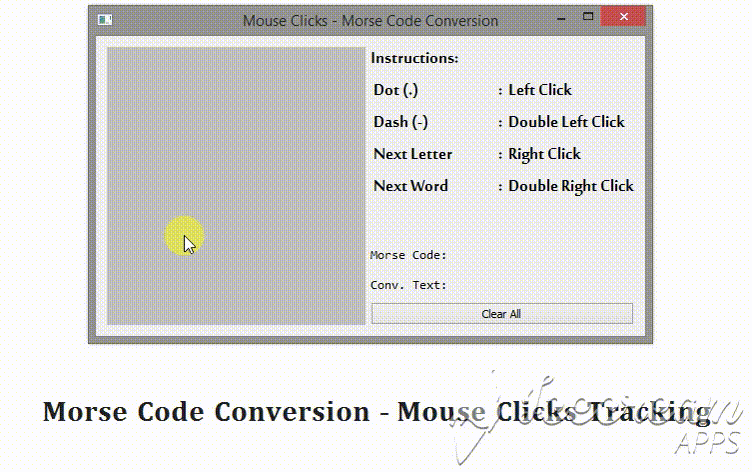 Mouse Clicks - Morse Code Conversion
Instructions:
Dot (.) : Left Click
Dash (-) : Double Left Click
Next Letter : Right Click
Next Word : Double Right Click
Morse Code:
Conv. Text:
Clear All
Morse Code Conversion - Mouse Clicks Tracking
APPS